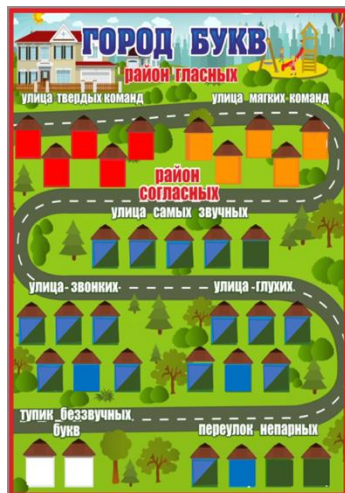 ГОРОД БУКВ
район гласных
улица твердых команд
улица мягких команд
район
согласных
улица самых звучных
улица-звонких
улица-глухих
тупик беззвучных
букв
переулок непарных